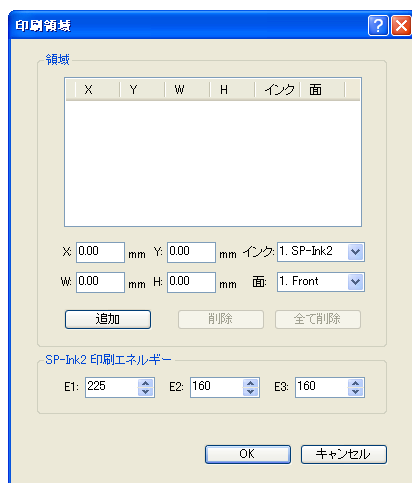 印刷領域
領域
X Y W H インク 面
X: 0.00 mm Y: 0.00 mm インク: 1. SP-Ink2
W: 0.00 mm H: 0.00 mm 面: 1. Front
追加 削除 全て削除
SP-Ink2 印刷エネルギー
E1: 225 E2: 160 E3: 160
OK キャンセル